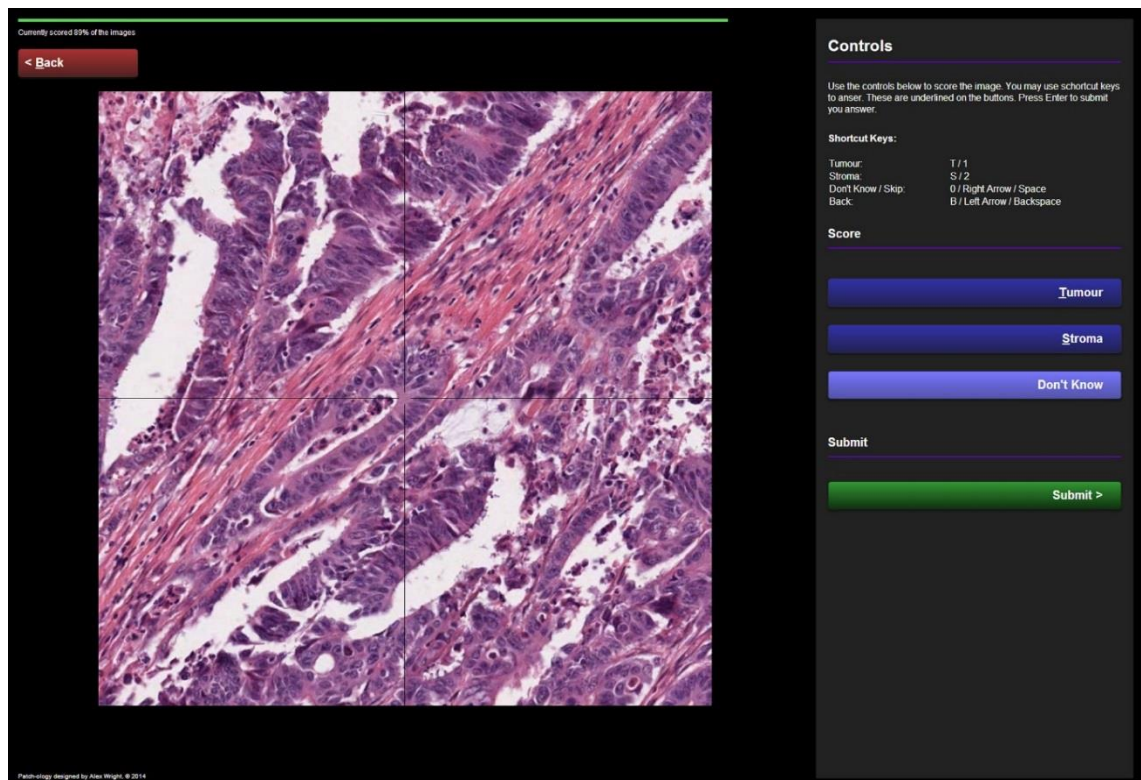 Currently scored 89% of the images
< Back
Controls
Use the controls below to score the image. You may use schortcut keys
to anser. These are underlined on the buttons. Press Enter to submit
you answer.
Shortcut Keys:
Tumour: T / 1
Stroma: S / 2
Don't Know / Skip: 0 / Right Arrow / Space
Back: B / Left Arrow / Backspace
Score
Tumour
Stroma
Don't Know
Submit
Submit >
Patch-ology designed by Alex Wright, © 2014